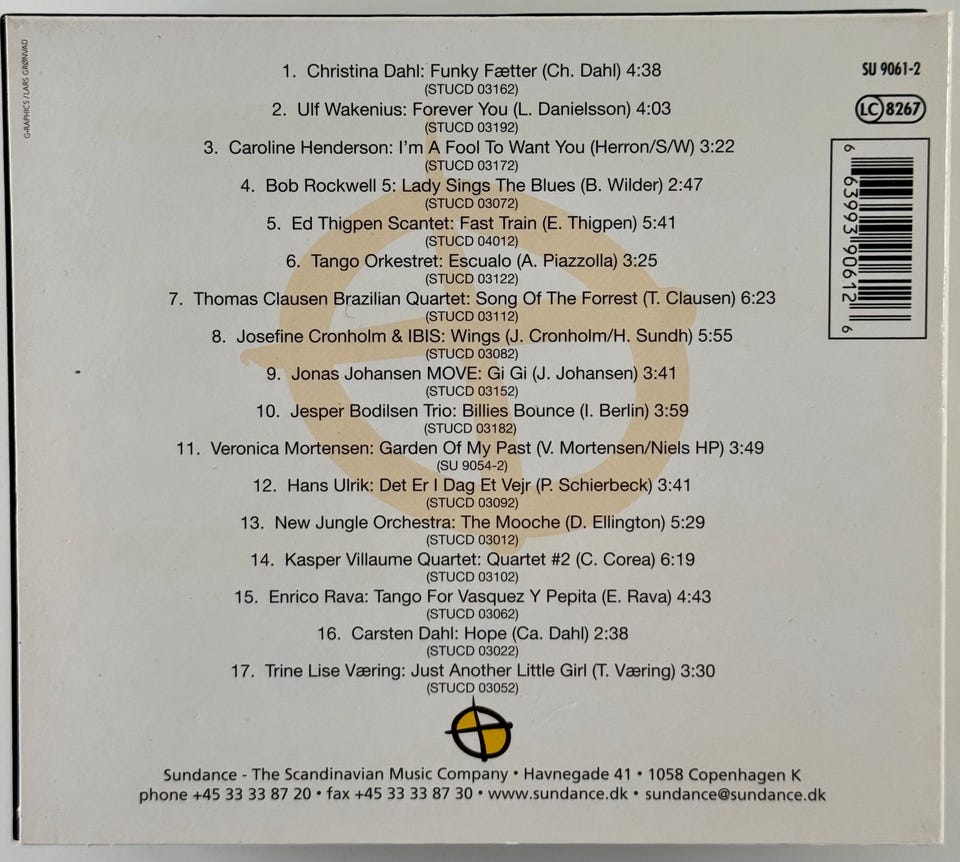 G-RAPHICS/LARS GRØNVAD
1. Christina Dahl: Funky Fætter (Ch. Dahl) 4:38
(STUCD 03162)
2. Ulf Wakenius: Forever You (L. Danielsson) 4:03
(STUCD 03192)
3. Caroline Henderson: I'm A Fool To Want You (Herron/S/W) 3:22
(STUCD 03172)
4. Bob Rockwell 5: Lady Sings The Blues (B. Wilder) 2:47
(STUCD 03072)
5. Ed Thigpen Scantet: Fast Train (E. Thigpen) 5:41
(STUCD 04012)
6. Tango Orkestret: Escualo (A. Piazzolla) 3:25
(STUCD 03122)
7. Thomas Clausen Brazilian Quartet: Song Of The Forrest (T. Clausen) 6:23
(STUCD 03112)
8. Josefine Cronholm & IBIS: Wings (J. Cronholm/H. Sundh) 5:55
(STUCD 03082)
9. Jonas Johansen MOVE: Gi Gi (J. Johansen) 3:41
(STUCD 03152)
10. Jesper Bodilsen Trio: Billies Bounce (I. Berlin) 3:59
(STUCD 03182)
11. Veronica Mortensen: Garden Of My Past (V. Mortensen/Niels HP) 3:49
(SU 9054-2)
12. Hans Ulrik: Det Er I Dag Et Vejr (P. Schierbeck) 3:41
(STUCD 03092)
13. New Jungle Orchestra: The Mooche (D. Ellington) 5:29
(STUCD 03012)
14. Kasper Villaume Quartet: Quartet #2 (C. Corea) 6:19
(STUCD 03102)
15. Enrico Rava: Tango For Vasquez Y Pepita (E. Rava) 4:43
(STUCD 03062)
16. Carsten Dahl: Hope (Ca. Dahl) 2:38
(STUCD 03022)
17. Trine Lise Væring: Just Another Little Girl (T. Væring) 3:30
(STUCD 03052)
Sundance - The Scandinavian Music Company • Havnegade 41 • 1058 Copenhagen K
phone +45 33 33 87 20 • fax +45 33 33 87 30 • www.sundance.dk • sundance@sundance.dk
SU 9061-2
LC 8267
6 63993 90612 6